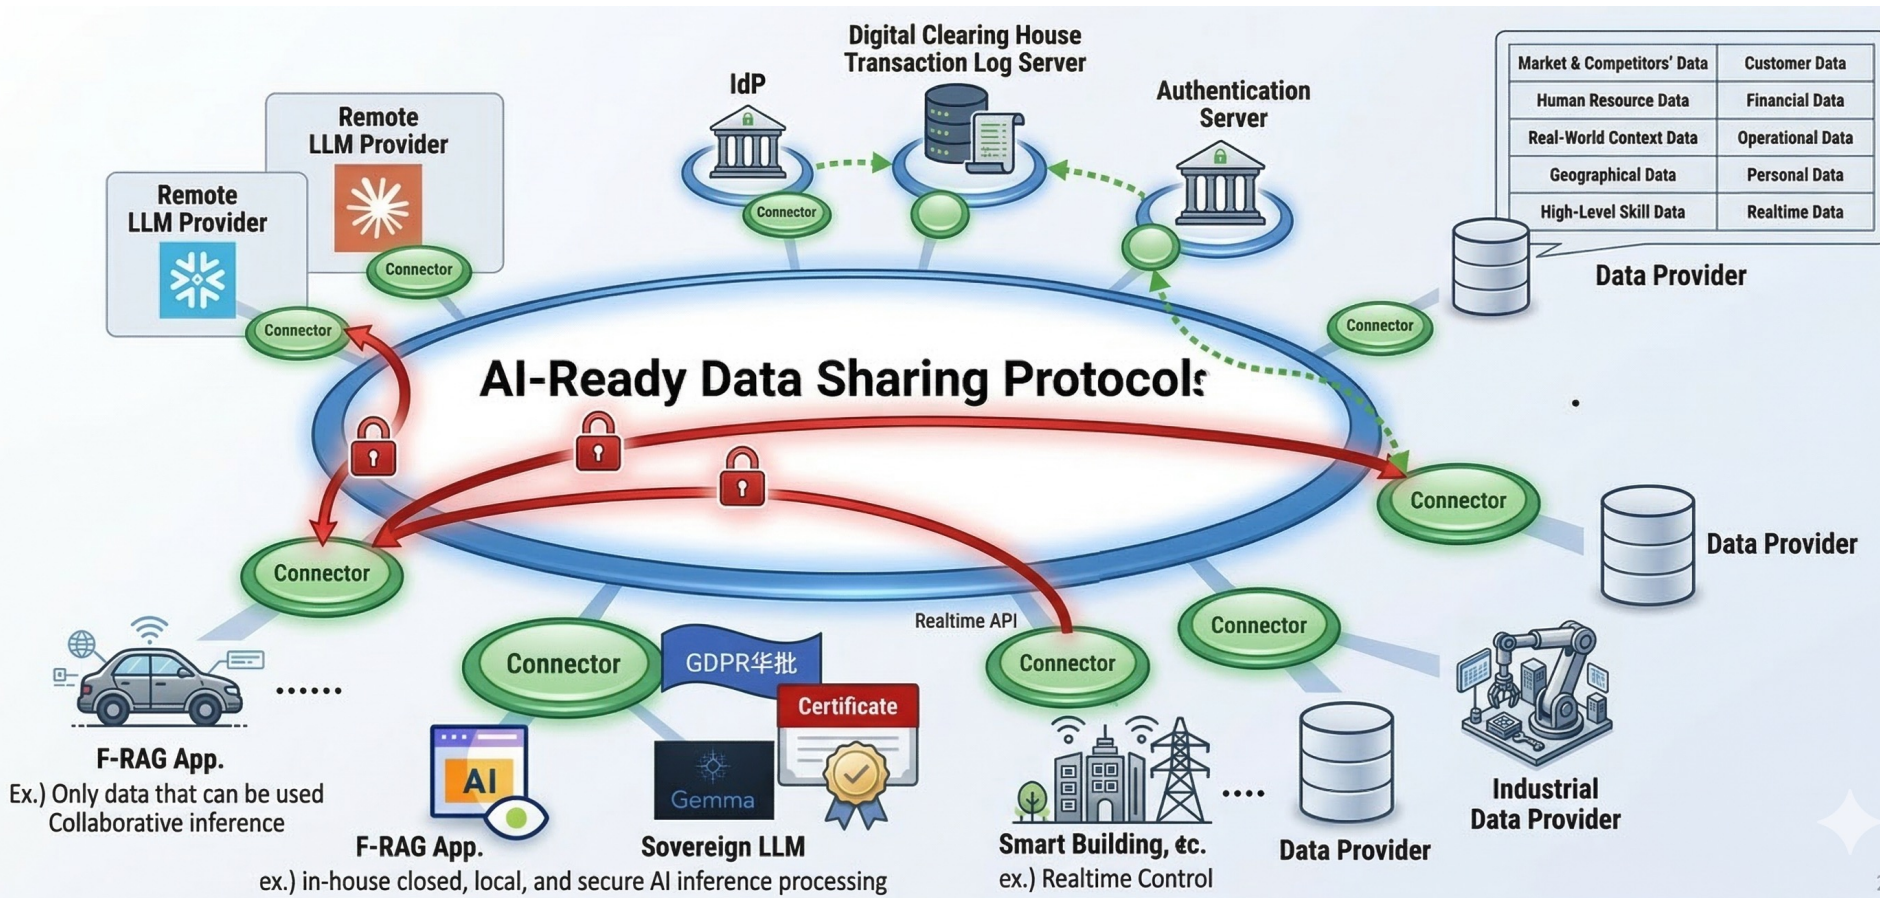 Digital Clearing House
Transaction Log Server
IdP
Authentication
Server
Market & Competitors' Data
Customer Data
Human Resource Data
Financial Data
Real-World Context Data
Operational Data
Geographical Data
Personal Data
High-Level Skill Data
Realtime Data
Remote
LLM Provider
Remote
LLM Provider
Connector
Connector
Connector
Connector
Data Provider
AI-Ready Data Sharing Protocols
Connector
Data Provider
Connector
Realtime API
Connector
Connector
Connector
GDPR华批
Certificate
AI
Gemma
F-RAG App.
Ex.) Only data that can be used
Collaborative inference
F-RAG App.
Sovereign LLM
ex.) in-house closed, local, and secure AI inference processing
Smart Building,
ex.) Realtime Control
Data Provider
Industrial
Data Provider